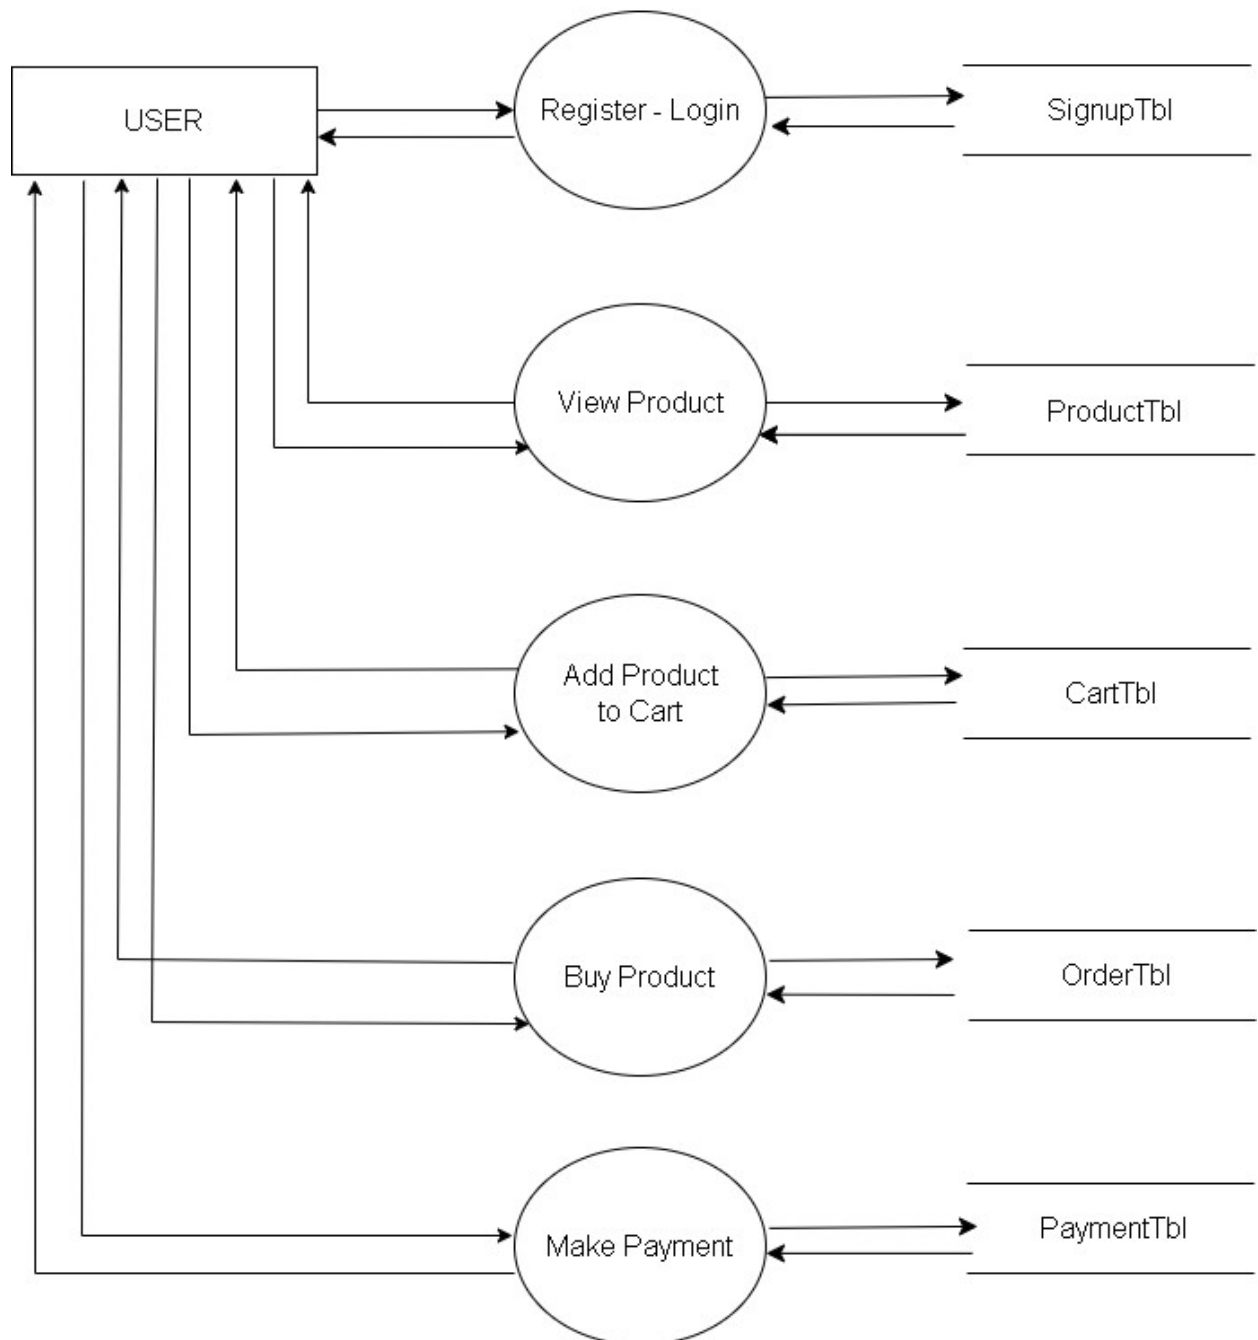 USER
Register - Login
SignupTbl
View Product
ProductTbl
Add Product
to Cart
CartTbl
Buy Product
OrderTbl
Make Payment
PaymentTbl